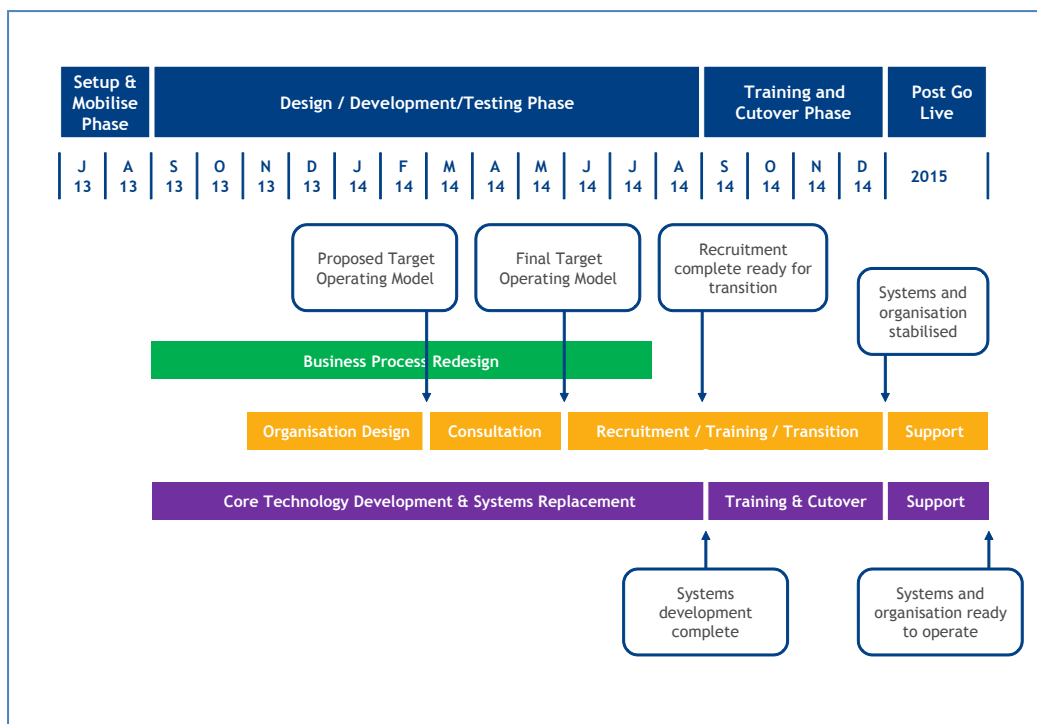 Setup &
Mobilise
Phase
Design / Development/Testing Phase
Training and
Cutover Phase
Post Go
Live
J A S O N D J F M A M J J A S O N D
13 13 13 13 13 13 14 14 14 14 14 14 14 14 14 14 14 14
2015
Proposed Target
Operating Model
Final Target
Operating Model
Recruitment
complete ready for
transition
Systems and
organisation
stabilised
Business Process Redesign
Organisation Design
Consultation
Recruitment / Training / Transition
Support
Core Technology Development & Systems Replacement
Training & Cutover
Support
Systems
development
complete
Systems and
organisation ready
to operate